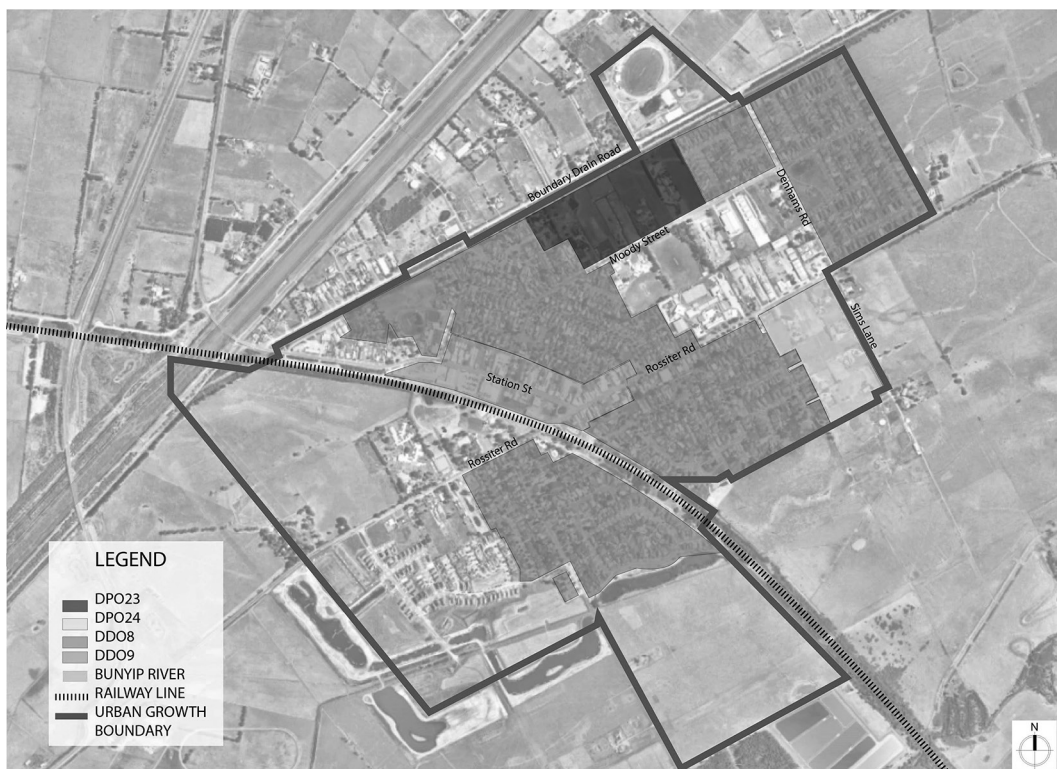 Boundary Drain Road
Moody Street
Denhams Rd
Sims Lane
Rossiter Rd
Station St
Rossiter Rd
LEGEND
DPO23
DPO24
DDO8
DDO9
BUNYIP RIVER
RAILWAY LINE
URBAN GROWTH
BOUNDARY
N